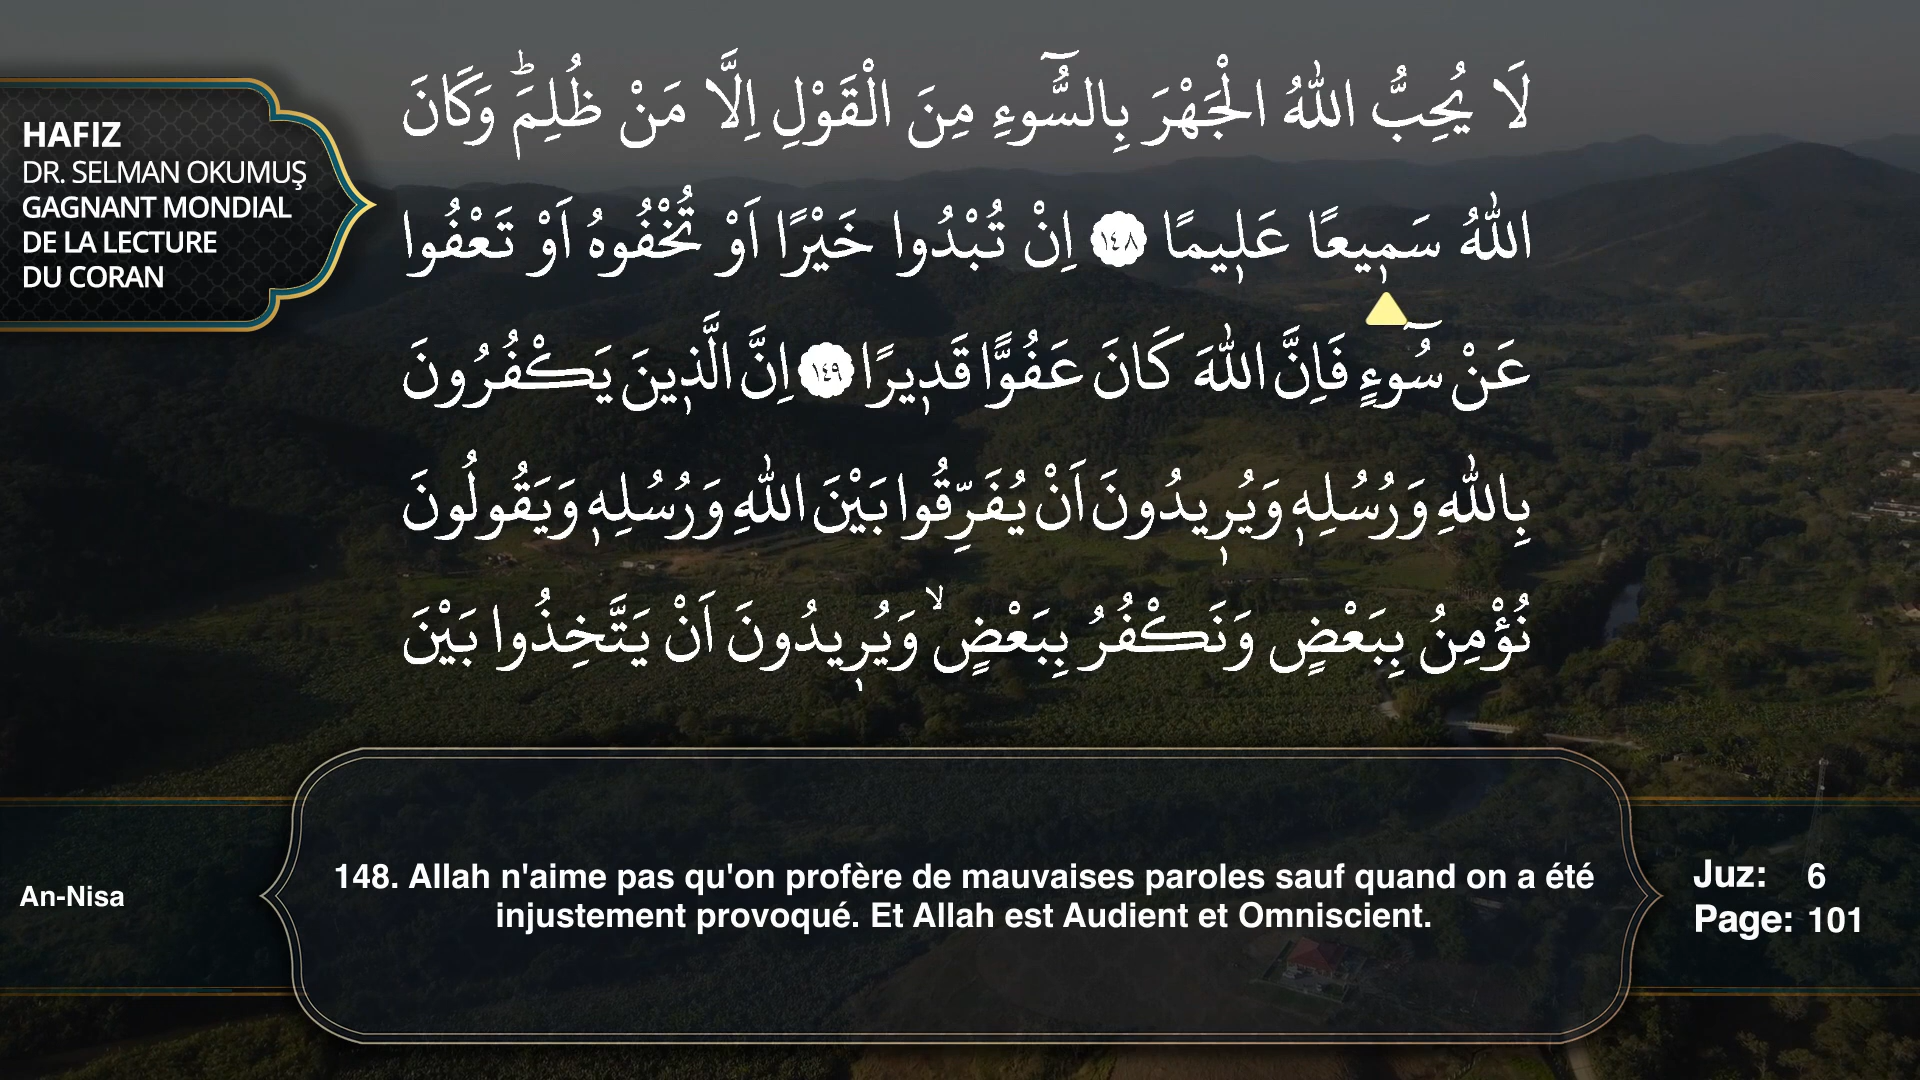 HAFIZ
DR. SELMAN OKUMUŞ
GAGNANT MONDIAL
DE LA LECTURE
DU CORAN
لَا يُحِبُّ اللّٰهُ الْجَهْرَ بِالسُّٓوءِ مِنَ الْقَوْلِ اِلَّا مَنْ ظُلِمَۜ وَكَانَ
اللّٰهُ سَم۪يعًا عَل۪يمًا ﴿١٤٨﴾ اِنْ تُبْدُوا خَيْرًا اَوْ تُخْفُوهُ اَوْ تَعْفُوا
عَنْ سُٓوءٍ فَاِنَّ اللّٰهَ كَانَ عَفُوًّا قَد۪يرًا ﴿١٤٩﴾ اِنَّ الَّذ۪ينَ يَكْفُرُونَ
بِاللّٰهِ وَرُسُلِه۪ وَيُر۪يدُونَ اَنْ يُفَرِّقُوا بَيْنَ اللّٰهِ وَرُسُلِه۪ وَيَقُولُونَ
نُؤْمِنُ بِبَعْضٍ وَنَكْفُرُ بِبَعْضٍۙ وَيُر۪يدُونَ اَنْ يَتَّخِذُوا بَيْنَ
An-Nisa
148. Allah n'aime pas qu'on profère de mauvaises paroles sauf quand on a été
injustement provoqué. Et Allah est Audient et Omniscient.
Juz: 6
Page: 101